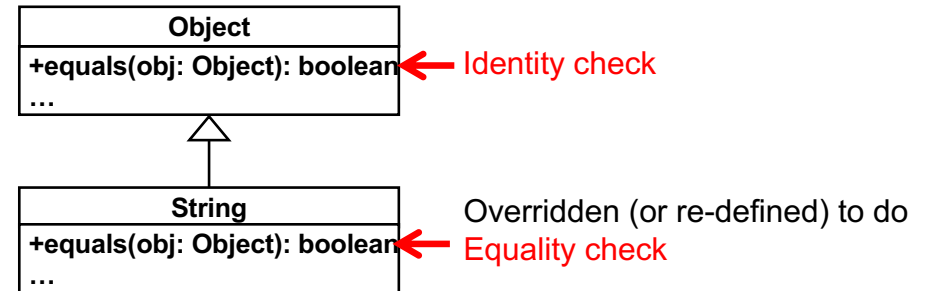 Object
+equals(obj: Object): boolean
Identity check
…
String
Overridden (or re-defined) to do
+equals(obj: Object): boolean
Equality check
…